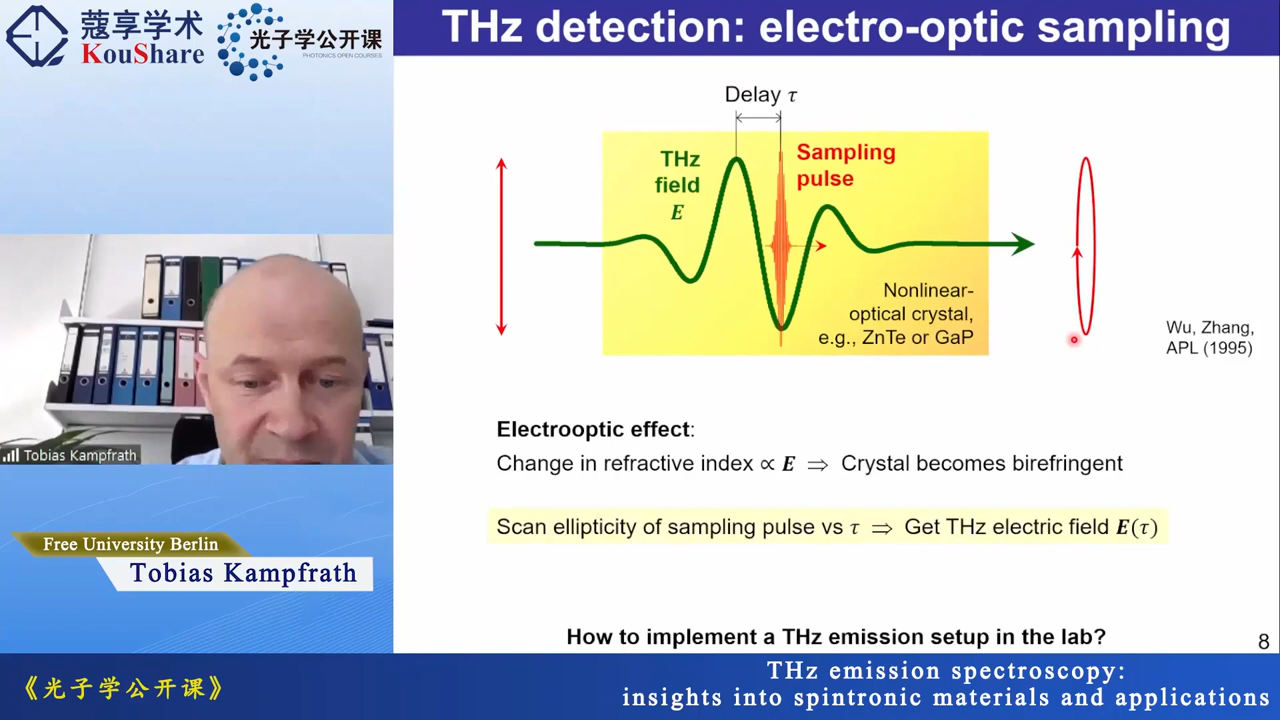 蔻享学术
KouShare
光子学公开课
PHOTONICS OPEN COURSES
THz detection: electro-optic sampling
Delay τ
THz
field
E
Sampling
pulse
Nonlinear-
optical crystal,
e.g., ZnTe or GaP
Wu, Zhang,
APL (1995)
Electrooptic effect:
Change in refractive index ∝ E ⇒ Crystal becomes birefringent
Scan ellipticity of sampling pulse vs τ ⇒ Get THz electric field E(τ)
How to implement a THz emission setup in the lab?
8
Tobias Kampfrath
Free University Berlin
Tobias Kampfrath
《光子学公开课》
THz emission spectroscopy:
insights into spintronic materials and applications